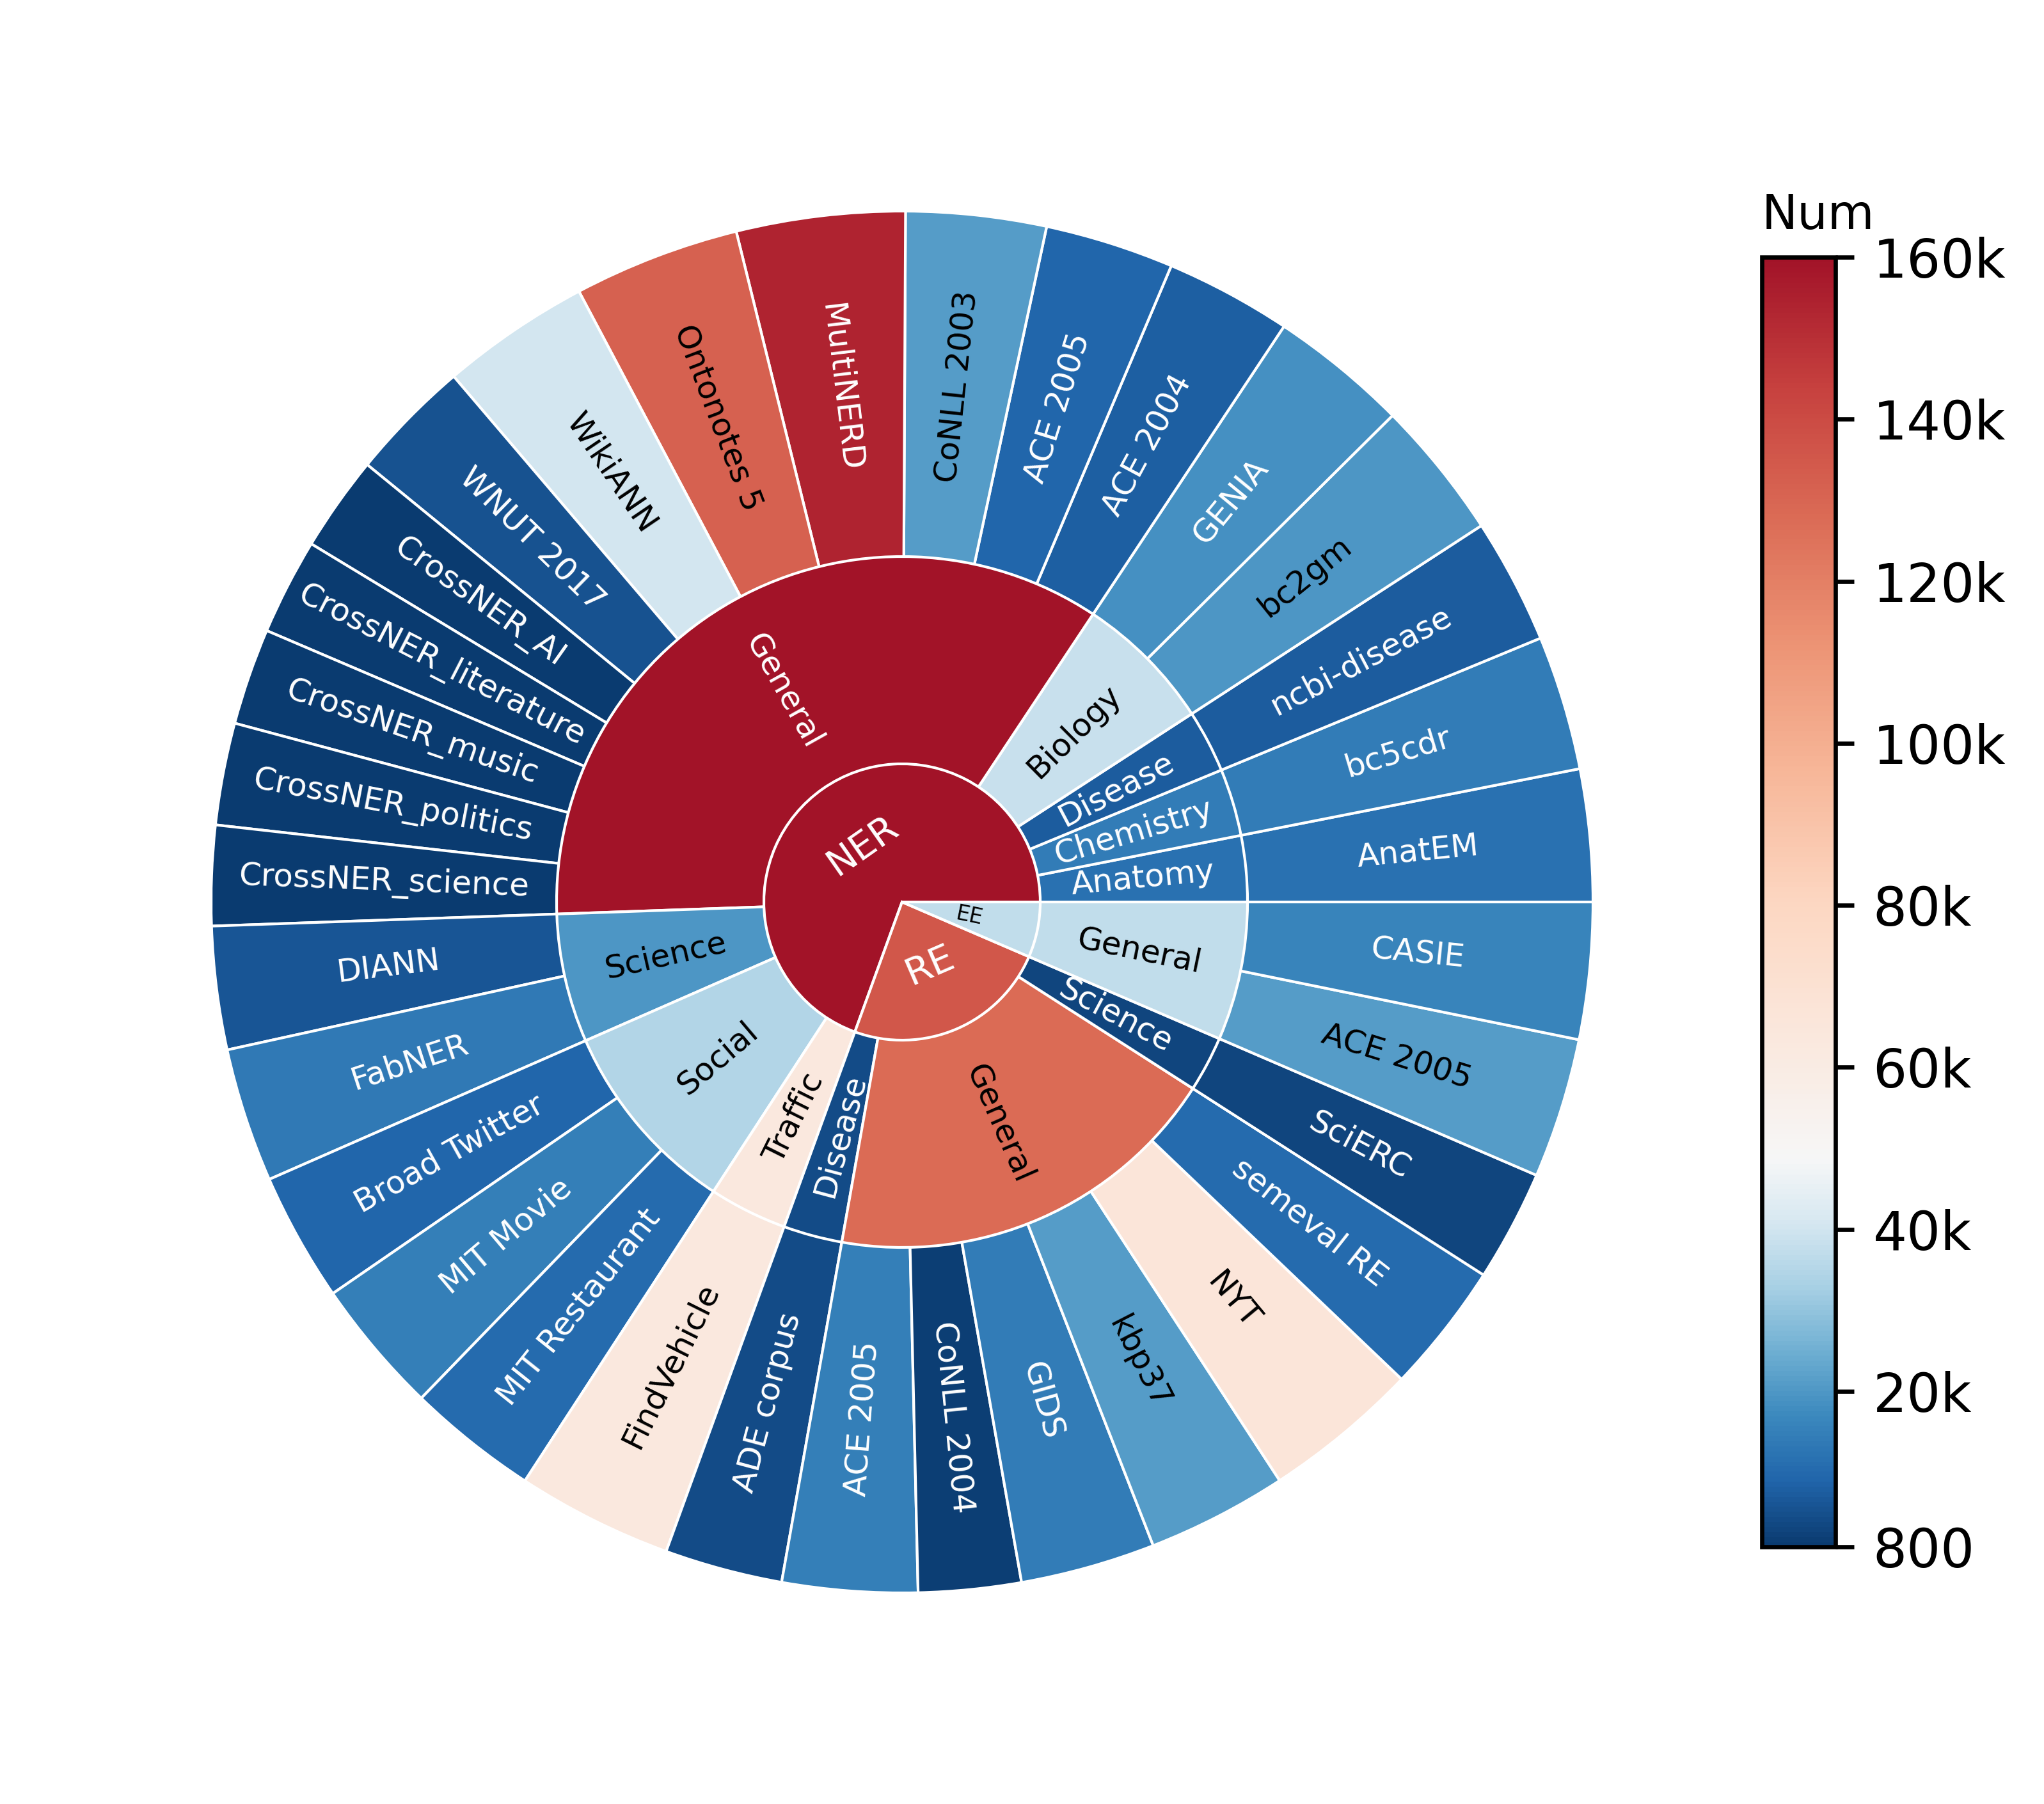 NER
General
CoNLL 2003
ACE 2005
ACE 2004
MultiNERD
Ontonotes 5
WikiANN
WNUT 2017
CrossNER_AI
CrossNER_literature
CrossNER_music
CrossNER_politics
CrossNER_science
Biology
GENIA
bc2gm
Disease
ncbi-disease
Chemistry
bc5cdr
Anatomy
AnatEM
Science
DIANN
FabNER
Social
Broad Twitter
MIT Movie
MIT Restaurant
Traffic
FindVehicle
RE
Disease
ADE corpus
General
ACE 2005
CoNLL 2004
GIDS
kbp37
NYT
semeval RE
Science
SciERC
EE
General
CASIE
ACE 2005
Num
160k
140k
120k
100k
80k
60k
40k
20k
800